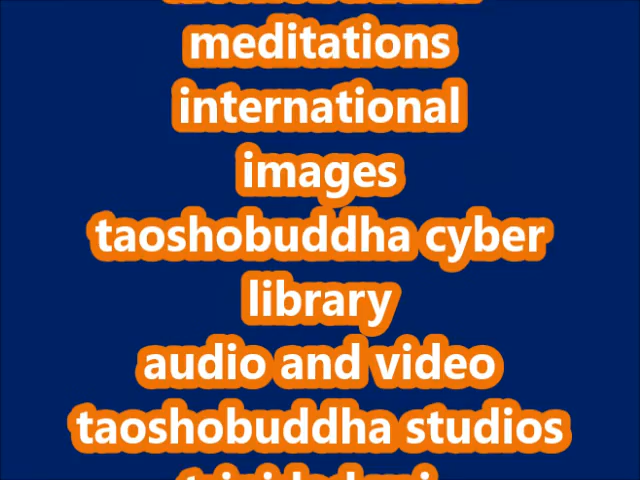 meditations
international
images
taoshobuddha cyber
library
audio and video
taoshobuddha studios